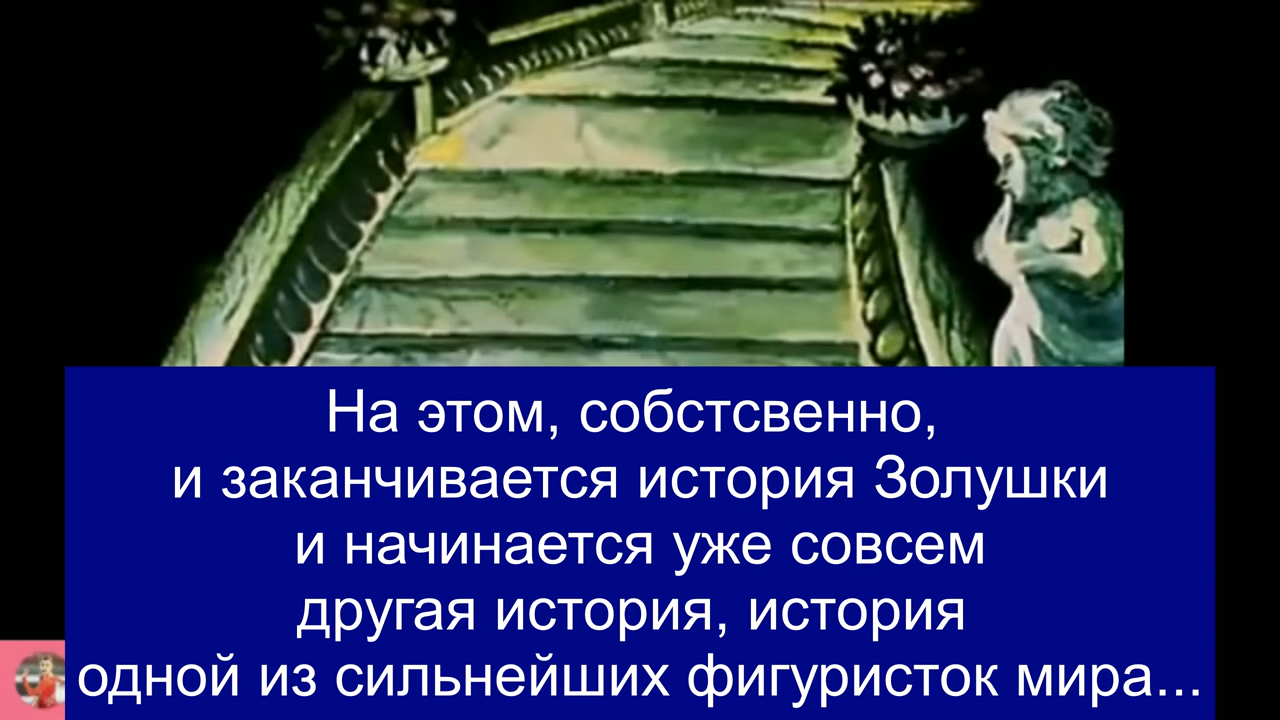 На этом, собстсвенно,
и заканчивается история Золушки
и начинается уже совсем
другая история, история
одной из сильнейших фигуристок мира...